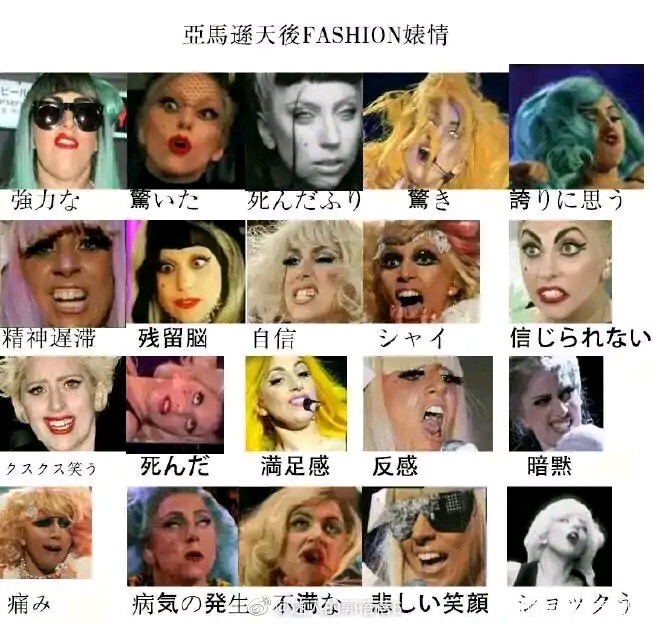 亞馬遜天後FASHION婊情
強力な 驚いた 死んだふり 驚き 誇りに思う
精神遅滞 残留脳 自信 シャイ 信じられない
クスクス笑う 死んだ 満足感 反感 暗黙
痛み 病気の発生 不満な 悲しい笑顔 ショックう